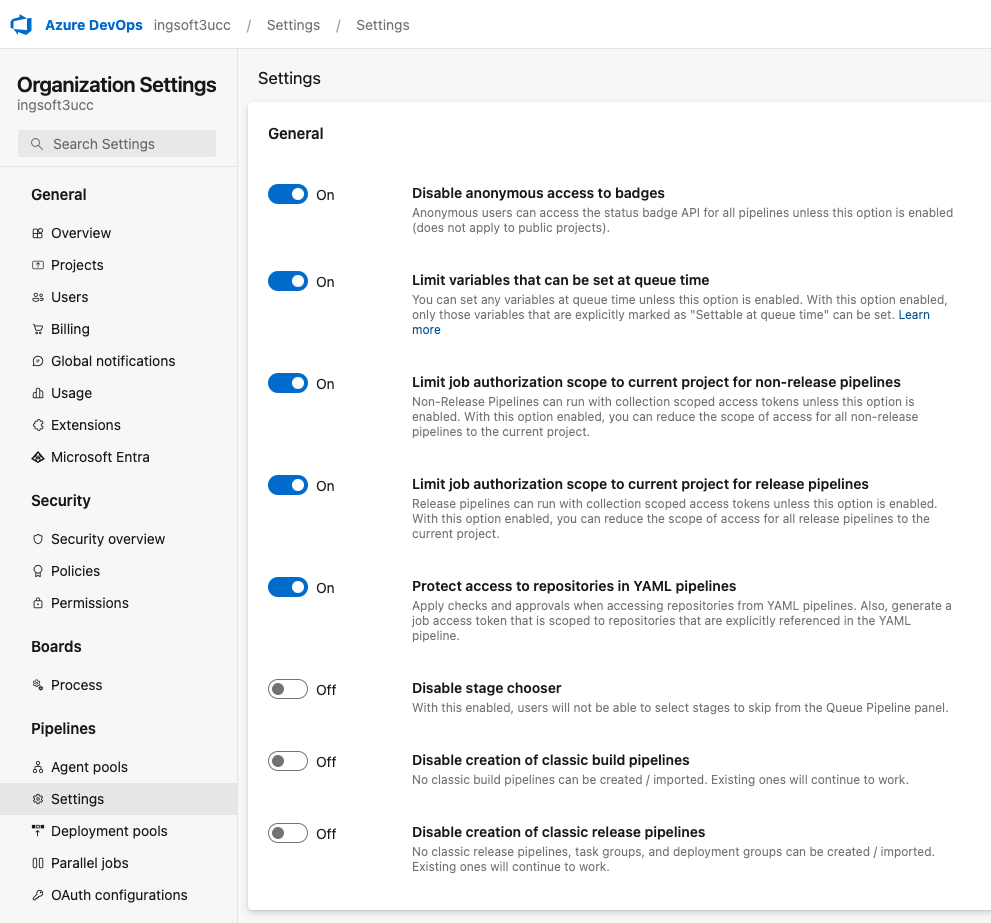 Azure DevOps ingsoft3ucc / Settings / Settings
Organization Settings
ingsoft3ucc
Search Settings
General
Overview
Projects
Users
Billing
Global notifications
Usage
Extensions
Microsoft Entra
Security
Security overview
Policies
Permissions
Boards
Process
Pipelines
Agent pools
Settings
Deployment pools
Parallel jobs
OAuth configurations
Settings
General
On
Disable anonymous access to badges
Anonymous users can access the status badge API for all pipelines unless this option is enabled
(does not apply to public projects).
On
Limit variables that can be set at queue time
You can set any variables at queue time unless this option is enabled. With this option enabled,
only those variables that are explicitly marked as "Settable at queue time" can be set. Learn
more
On
Limit job authorization scope to current project for non-release pipelines
Non-Release Pipelines can run with collection scoped access tokens unless this option is
enabled. With this option enabled, you can reduce the scope of access for all non-release
pipelines to the current project.
On
Limit job authorization scope to current project for release pipelines
Release pipelines can run with collection scoped access tokens unless this option is enabled.
With this option enabled, you can reduce the scope of access for all release pipelines to the
current project.
On
Protect access to repositories in YAML pipelines
Apply checks and approvals when accessing repositories from YAML pipelines. Also, generate a
job access token that is scoped to repositories that are explicitly referenced in the YAML
pipeline.
Off
Disable stage chooser
With this enabled, users will not be able to select stages to skip from the Queue Pipeline panel.
Off
Disable creation of classic build pipelines
No classic build pipelines can be created / imported. Existing ones will continue to work.
Off
Disable creation of classic release pipelines
No classic release pipelines, task groups, and deployment groups can be created / imported.
Existing ones will continue to work.